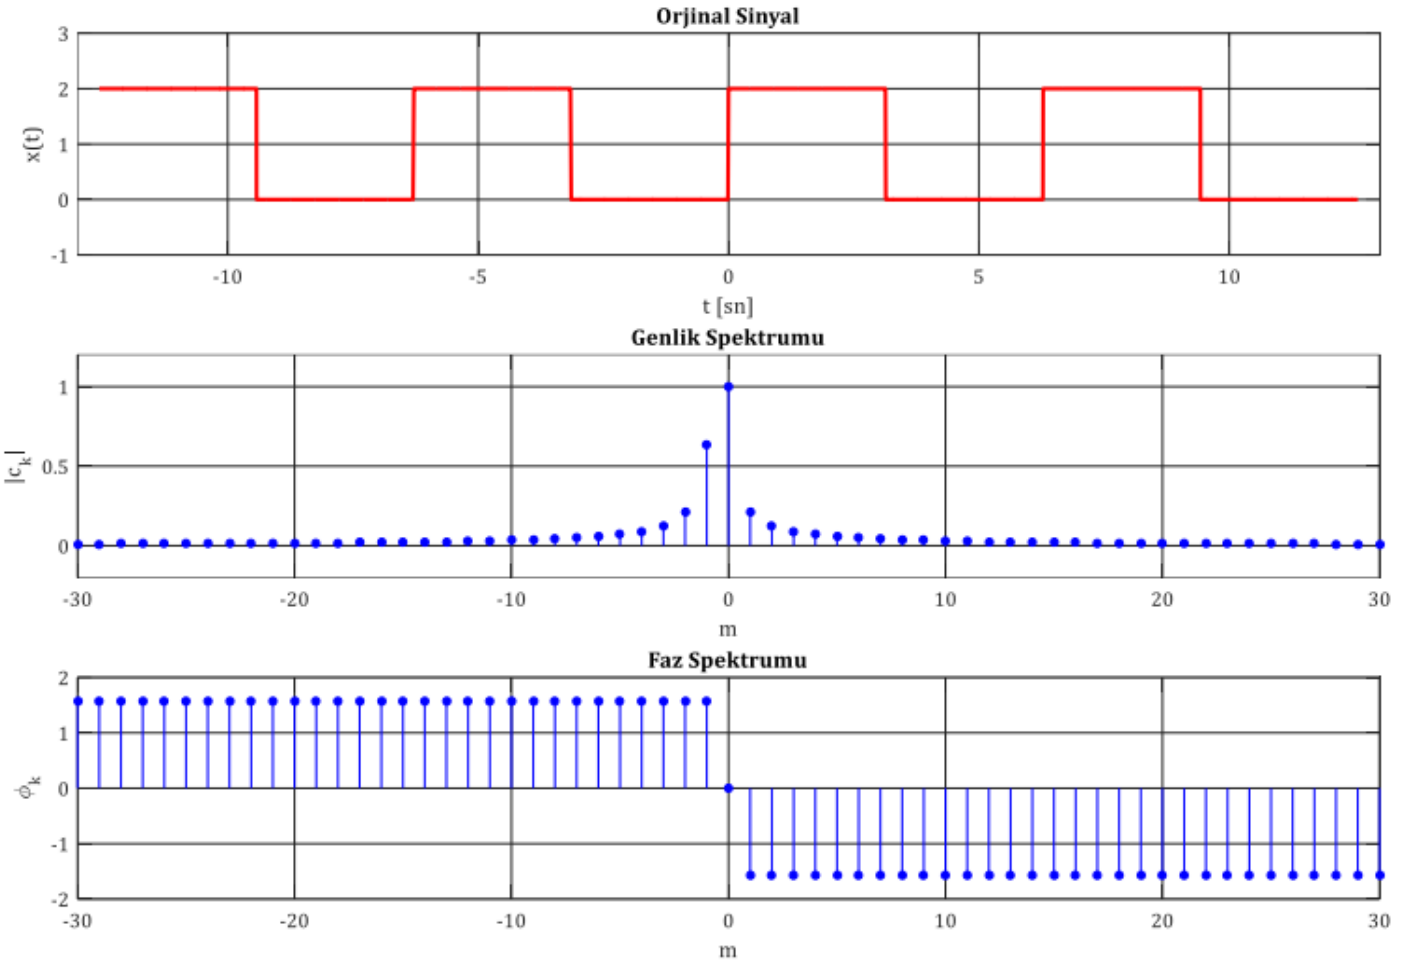 Orjinal Sinyal
3
2
1
0
-1
x(t)
-10 -5 0 5 10
t [sn]
Genlik Spektrumu
1
0.5
0
|c_k|
-30 -20 -10 0 10 20 30
m
Faz Spektrumu
2
1
0
-1
-2
ϕ_k
-30 -20 -10 0 10 20 30
m